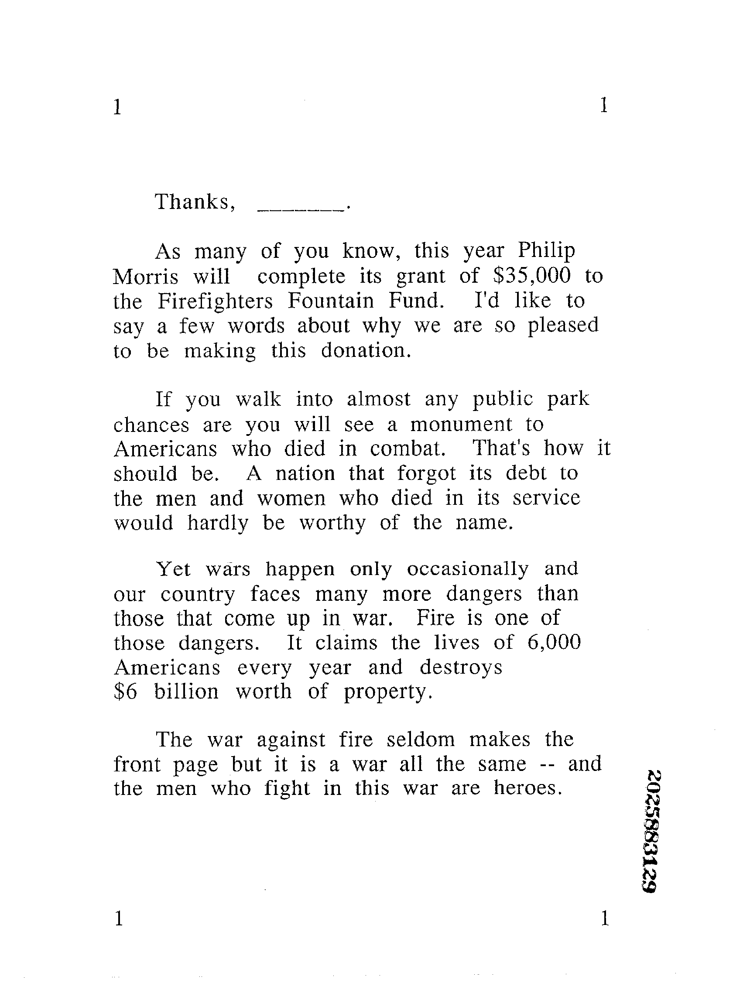 1 1
Thanks, _______.
As many of you know, this year Philip
Morris will complete its grant of $35,000 to
the Firefighters Fountain Fund. I'd like to
say a few words about why we are so pleased
to be making this donation.
If you walk into almost any public park
chances are you will see a monument to
Americans who died in combat. That's how it
should be. A nation that forgot its debt to
the men and women who died in its service
would hardly be worthy of the name.
Yet wars happen only occasionally and
our country faces many more dangers than
those that come up in war. Fire is one of
those dangers. It claims the lives of 6,000
Americans every year and destroys
$6 billion worth of property.
The war against fire seldom makes the
front page but it is a war all the same -- and
the men who fight in this war are heroes.
2025883129
1 1